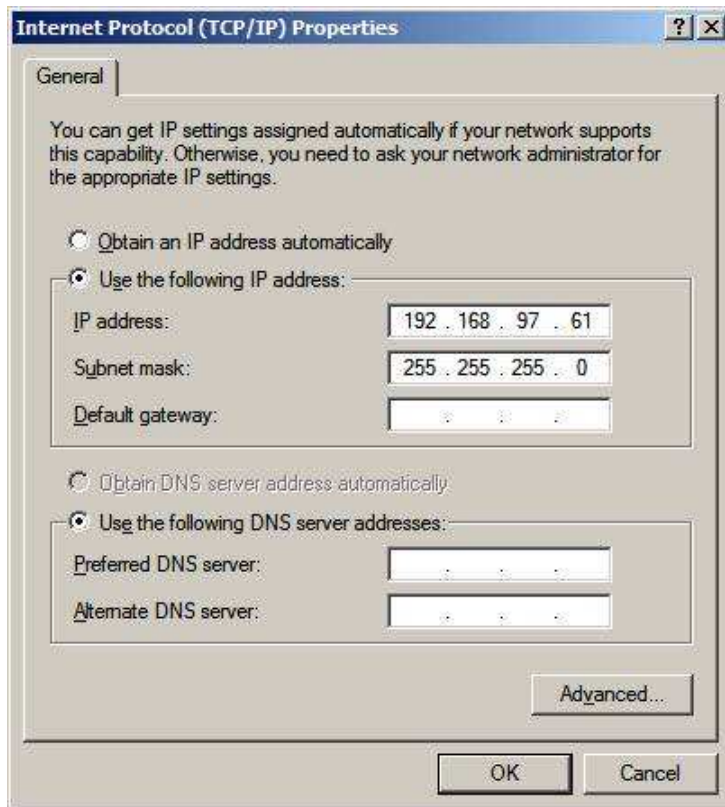 Internet Protocol (TCP/IP) Properties
General
You can get IP settings assigned automatically if your network supports
this capability. Otherwise, you need to ask your network administrator for
the appropriate IP settings.
Obtain an IP address automatically
Use the following IP address:
IP address: 192 . 168 . 97 . 61
Subnet mask: 255 . 255 . 255 . 0
Default gateway: . . .
Obtain DNS server address automatically
Use the following DNS server addresses:
Preferred DNS server: . . .
Alternate DNS server: . . .
Advanced...
OK Cancel